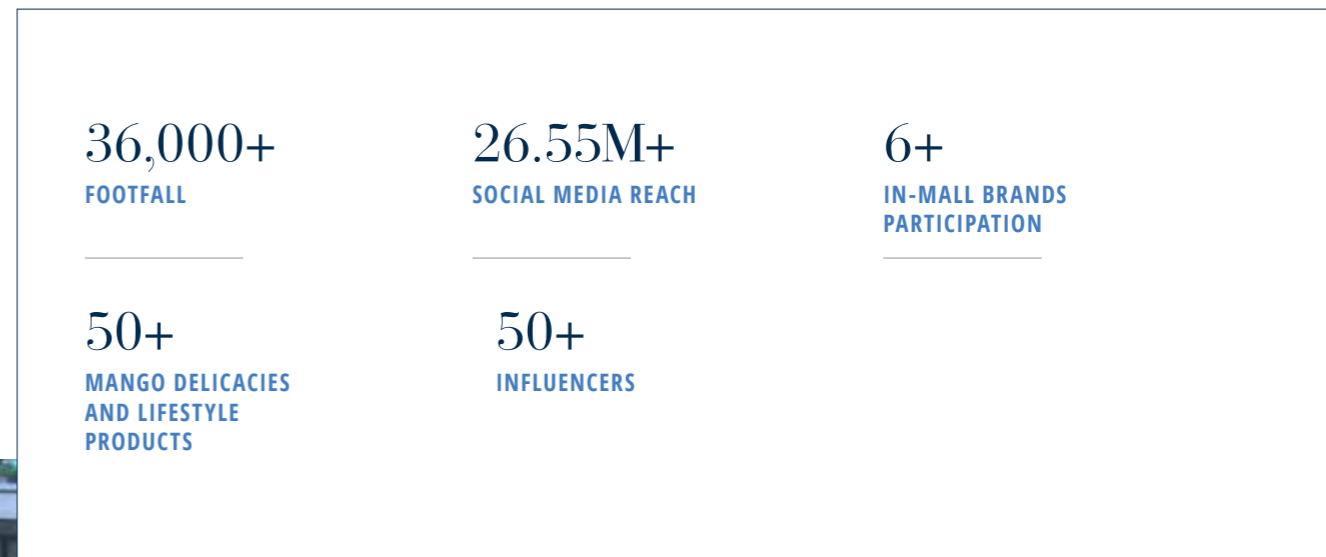 36,000+
FOOTFALL
26.55M+
SOCIAL MEDIA REACH
6+
IN-MALL BRANDS
PARTICIPATION
50+
MANGO DELICACIES
AND LIFESTYLE
PRODUCTS
50+
INFLUENCERS